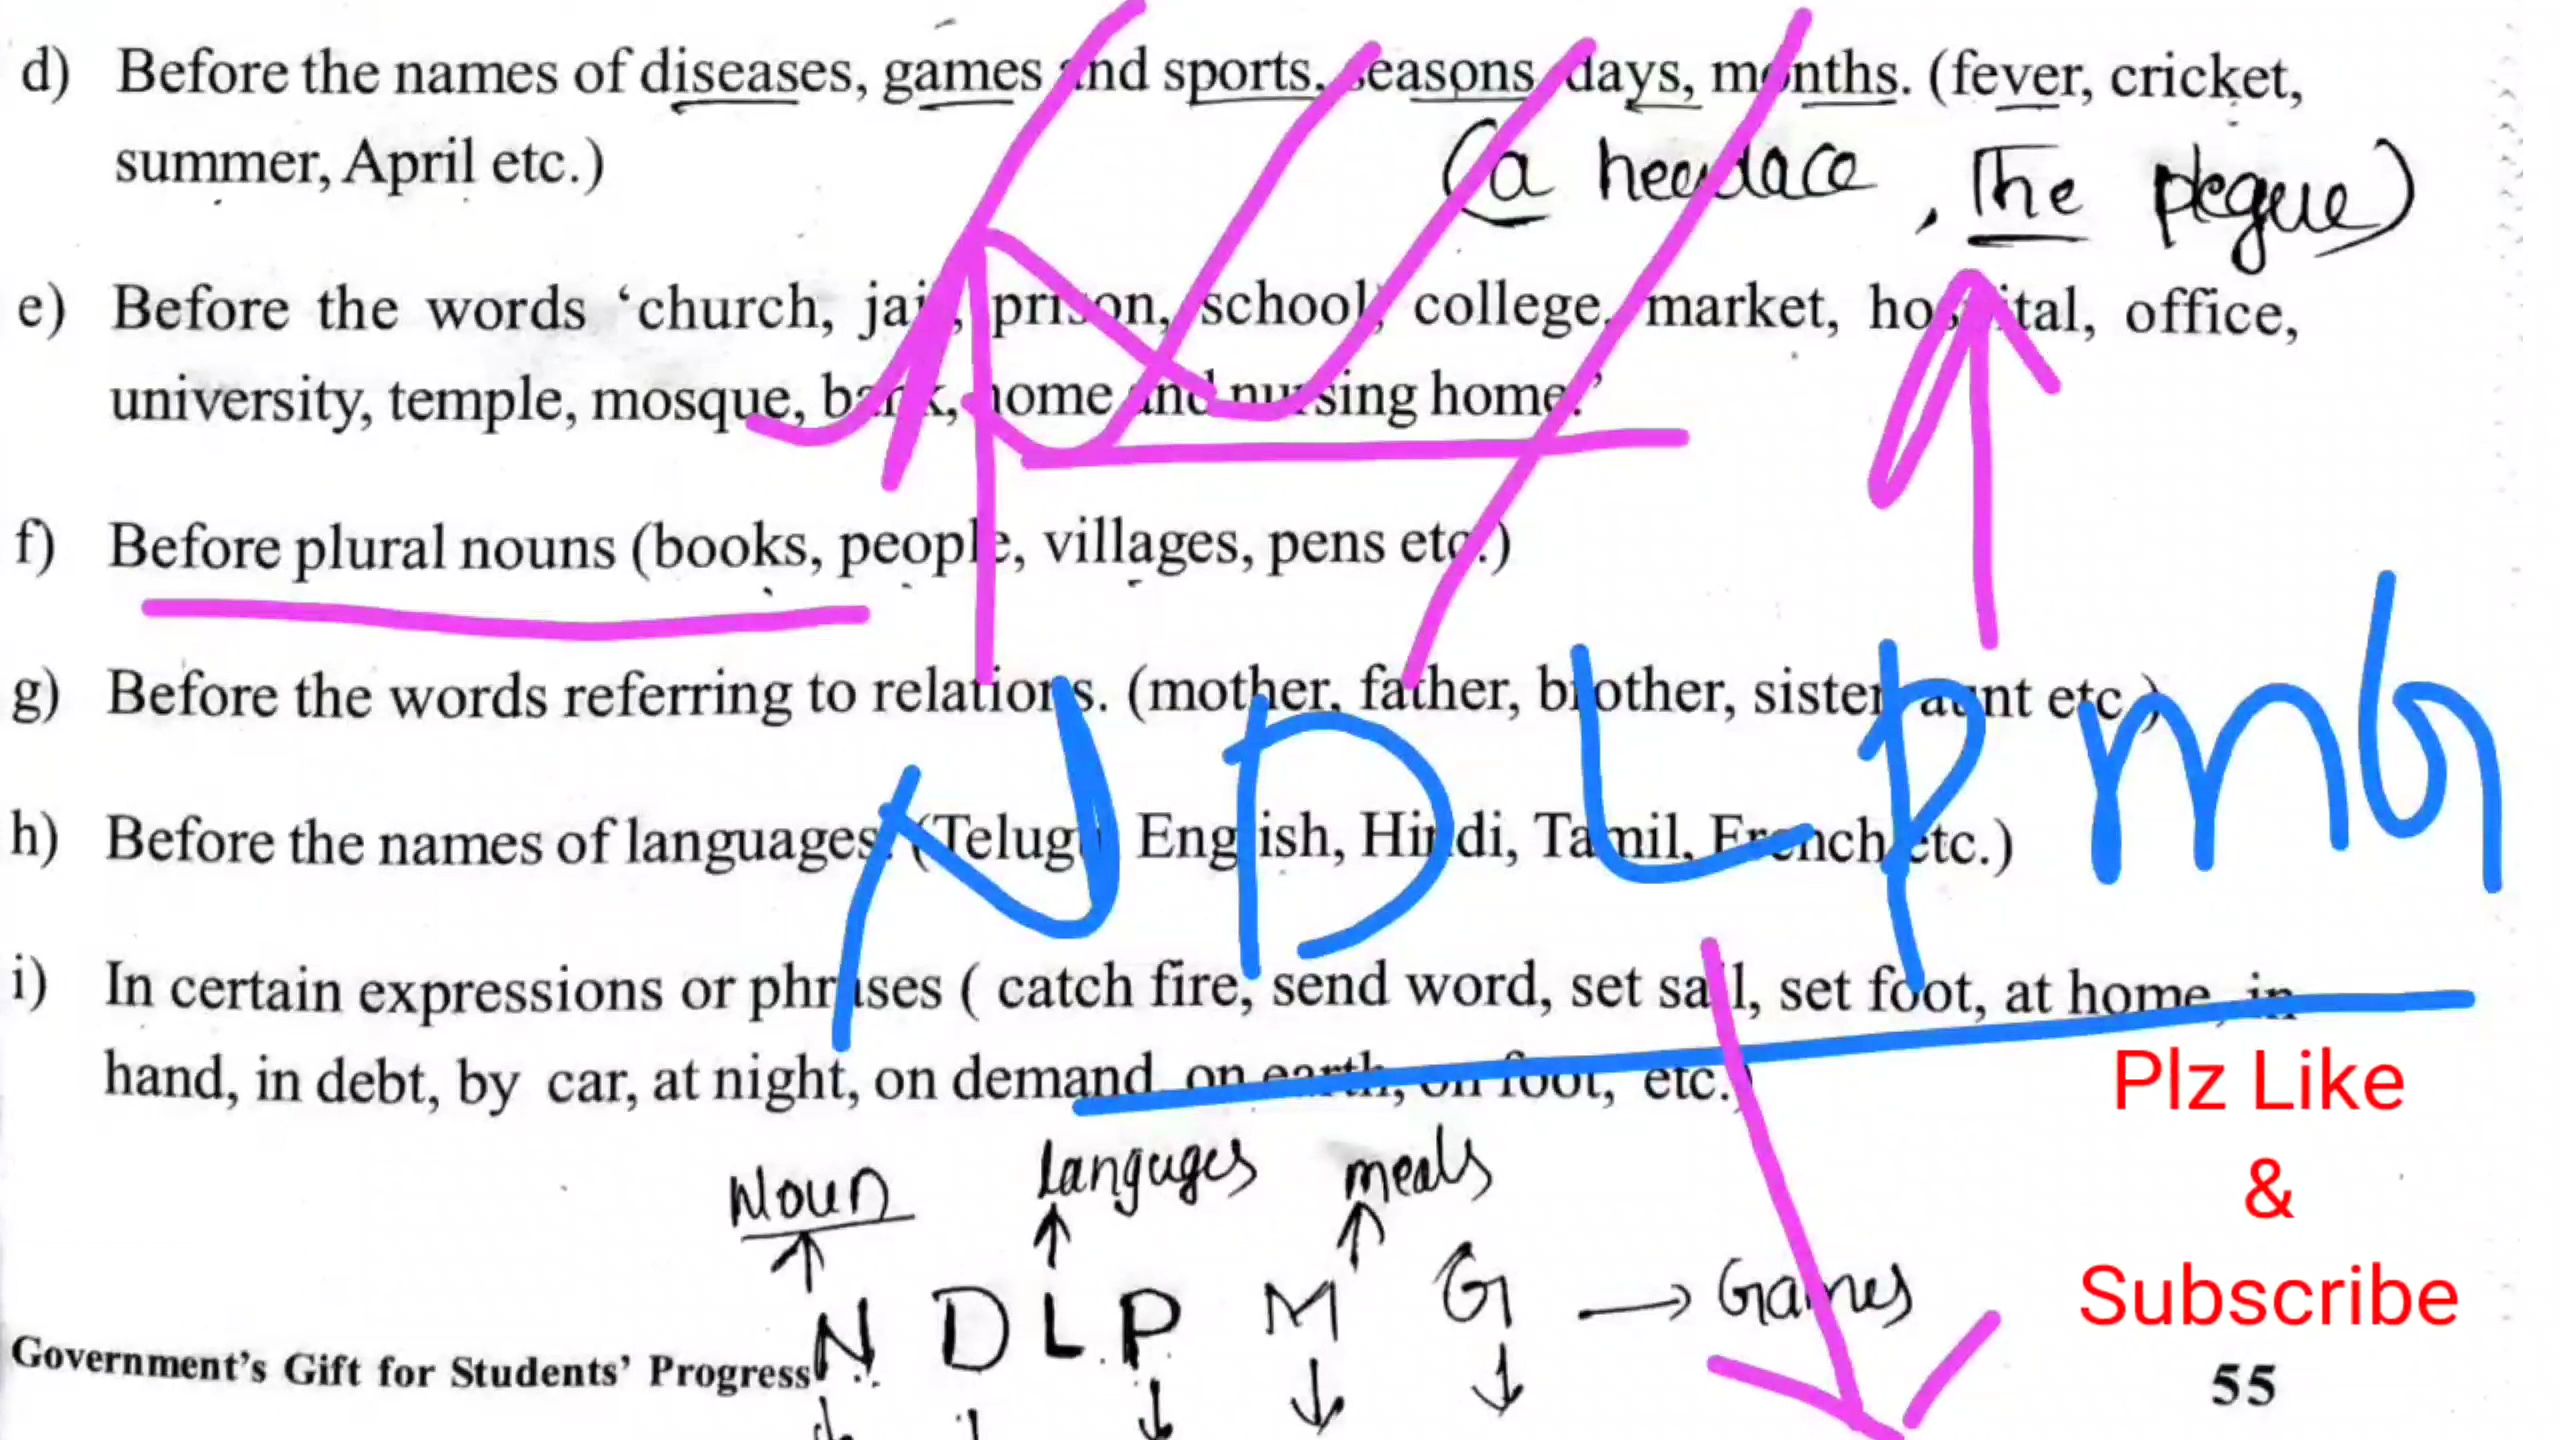 d) Before the names of diseases, games and sports, seasons, days, months. (fever, cricket,
summer, April etc.)
(a heedace, The plegue)
e) Before the words ‘church, jail, prison, school, college, market, hospital, office,
university, temple, mosque, bank, home and nursing home.’
f) Before plural nouns (books, people, villages, pens etc.)
g) Before the words referring to relations. (mother, father, brother, sister, aunt etc.)
N D L P M G
h) Before the names of languages. (Telugu, English, Hindi, Tamil, French etc.)
i) In certain expressions or phrases ( catch fire, send word, set sail, set foot, at home, in
hand, in debt, by car, at night, on demand, on earth, on foot, etc.)
Plz Like
&
Subscribe
Noun languges meals
N D L P M G → Games
Government’s Gift for Students’ Progress
55